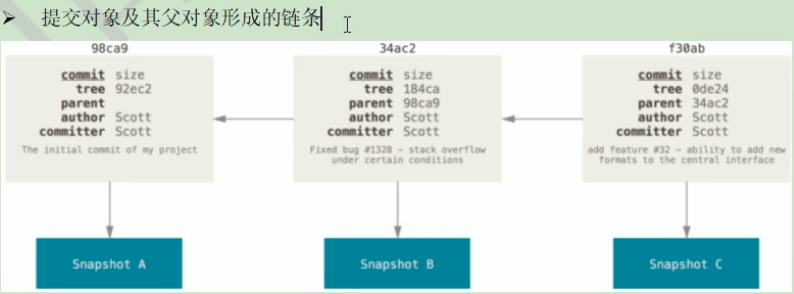 ➤ 提交对象及其父对象形成的链条
98ca9
commit size
tree 92ec2
parent
author Scott
committer Scott
The initial commit of my project
Snapshot A
34ac2
commit size
tree 184ca
parent 98ca9
author Scott
committer Scott
Fixed bug #1328 - stack overflow
under certain conditions
Snapshot B
f30ab
commit size
tree 0de24
parent 34ac2
author Scott
committer Scott
add feature #32 - ability to add new
formats to the central interface
Snapshot C